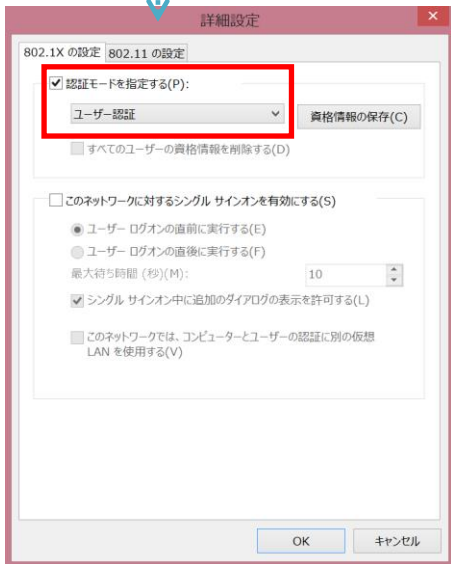 詳細設定
802.1X の設定 802.11 の設定
認証モードを指定する(P):
ユーザー認証 資格情報の保存(C)
すべてのユーザーの資格情報を削除する(D)
このネットワークに対するシングル サインオンを有効にする(S)
ユーザー ログオンの直前に実行する(E)
ユーザー ログオンの直後に実行する(F)
最大待ち時間 (秒)(M): 10
シングル サインオン中に追加のダイアログの表示を許可する(L)
このネットワークでは、コンピューターとユーザーの認証に別の仮想
LAN を使用する(V)
OK キャンセル